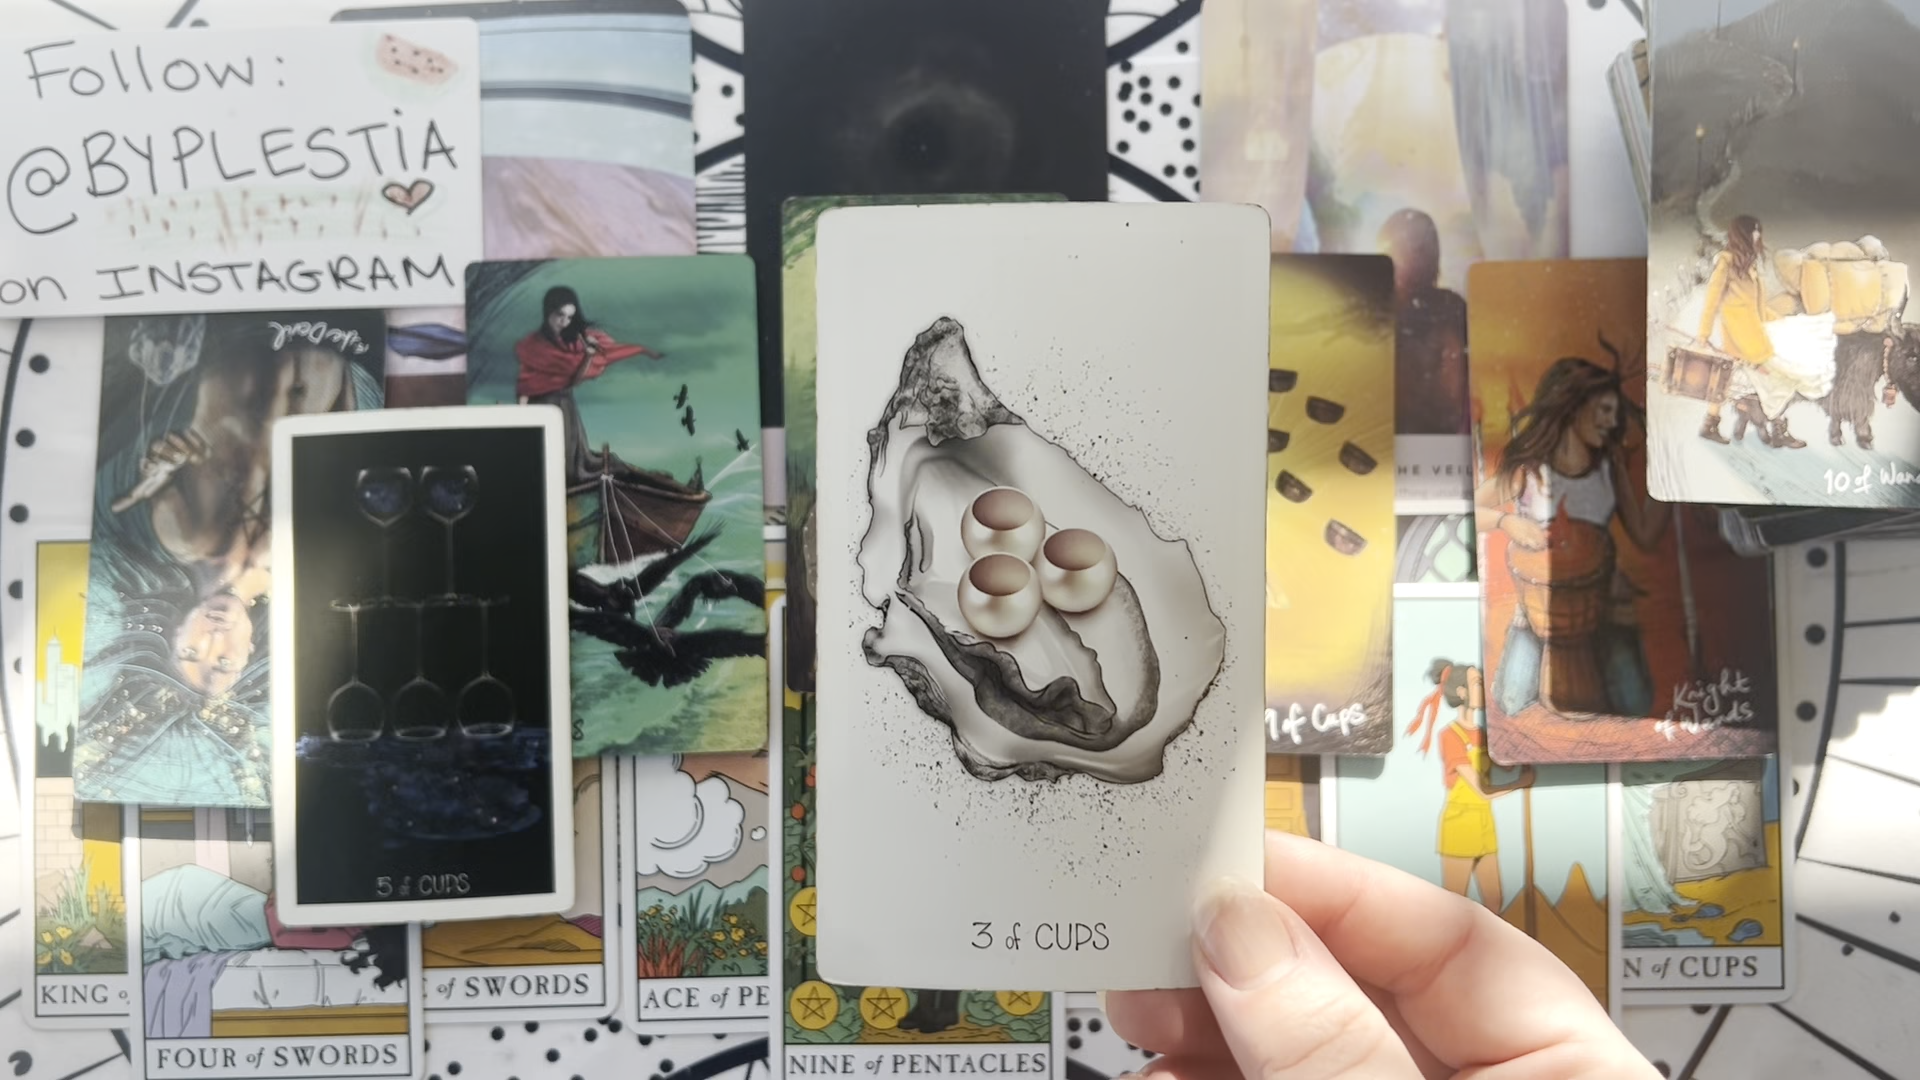 Follow:
@BYPLESTiA
on INSTAGRAM
the Devil
10 of Wan
HE VEIL
Knight
of Wands
9 of Cups
5 of CUPS
3 of CUPS
KING
of SWORDS
ACE of PE
N of CUPS
FOUR of SWORDS
NINE of PENTACLES